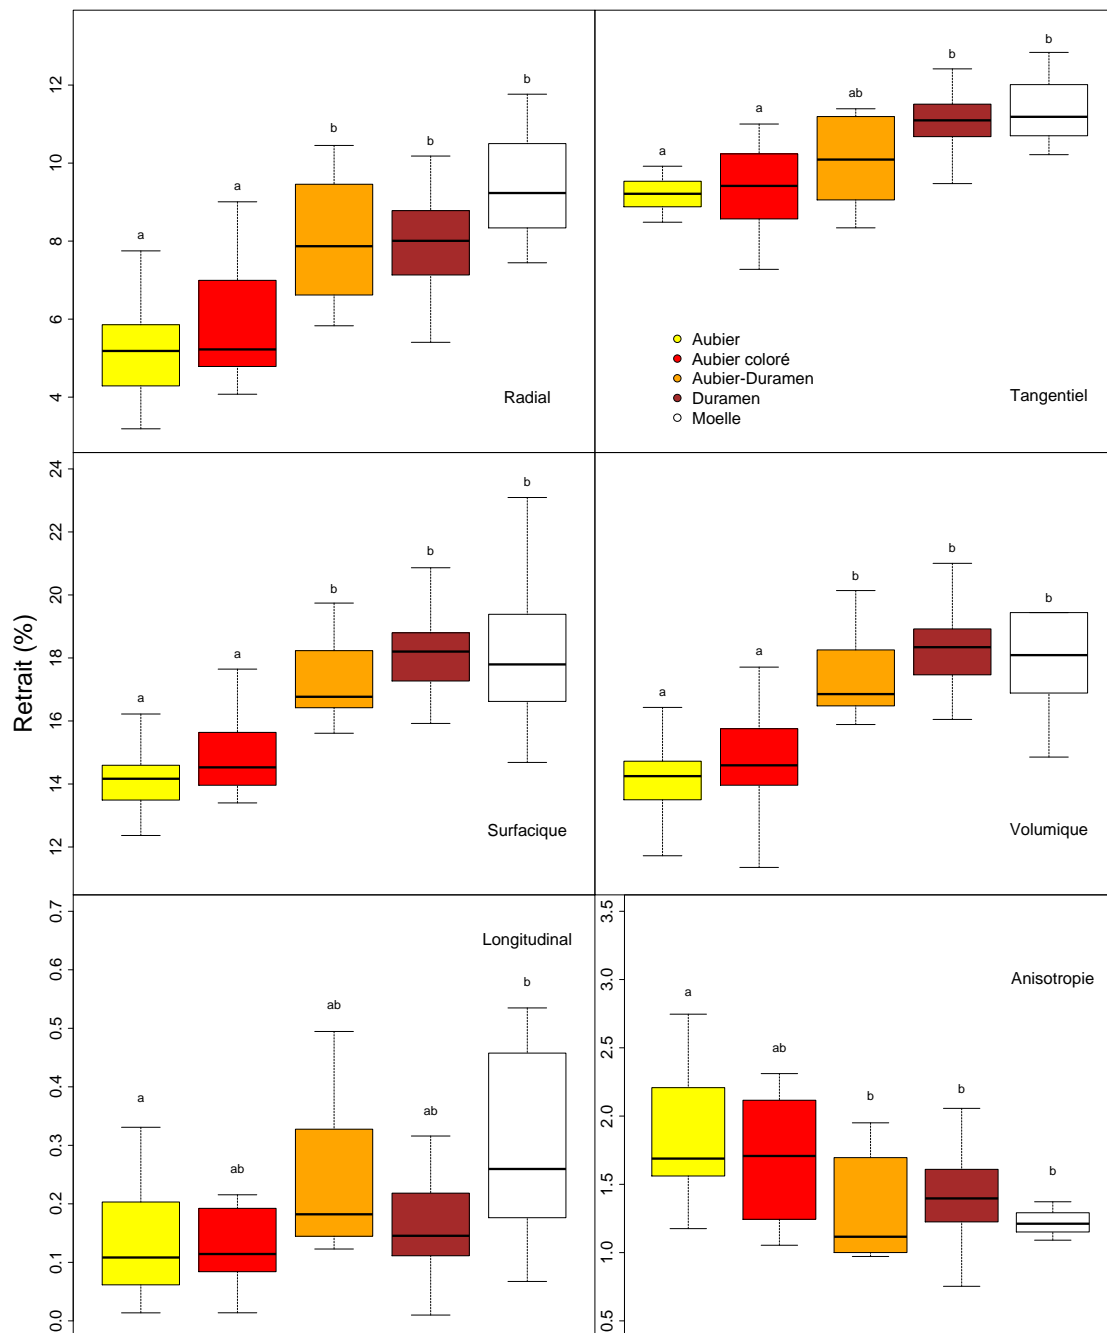 a a b b b
12
10
8
6
4
Radial
a a ab b b
Aubier
Aubier coloré
Aubier-Duramen
Duramen
Moelle
Tangentiel
Retrait (%)
a a b b b
24
22
20
18
16
14
12
Surfacique
a a b b b
Volumique
0.7
0.6
0.5
0.4
0.3
0.2
0.1
0.0
Longitudinal
a ab ab ab b
3.5
3.0
2.5
2.0
1.5
1.0
0.5
Anisotropie
a ab b b b